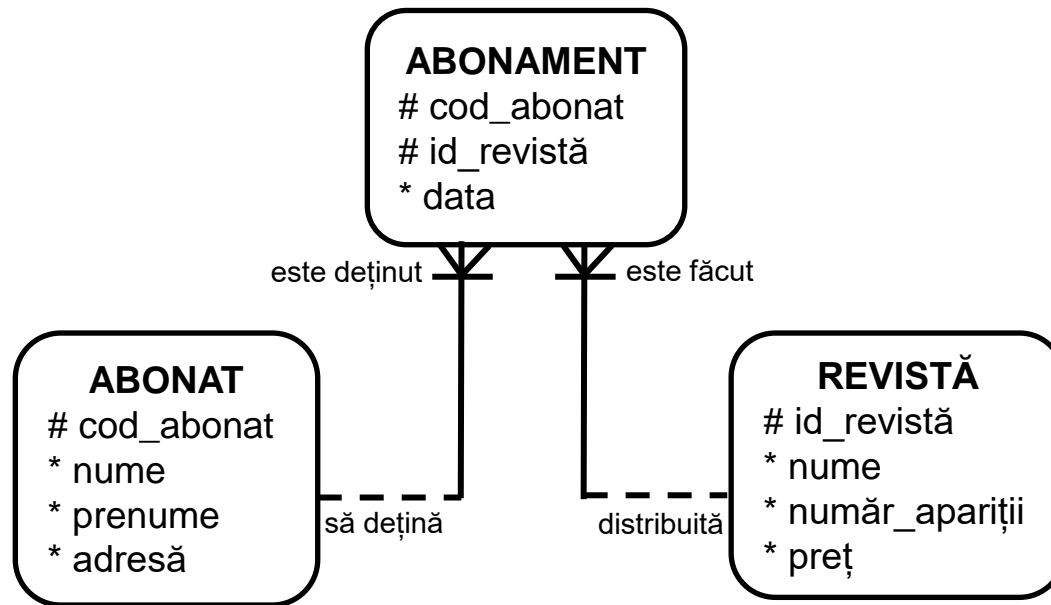 ABONAMENT
# cod_abonat
# id_revistă
* data
este deținut
este făcut
ABONAT
# cod_abonat
* nume
* prenume
* adresă
să dețină
distribuită
REVISTĂ
# id_revistă
* nume
* număr_apariții
* preț